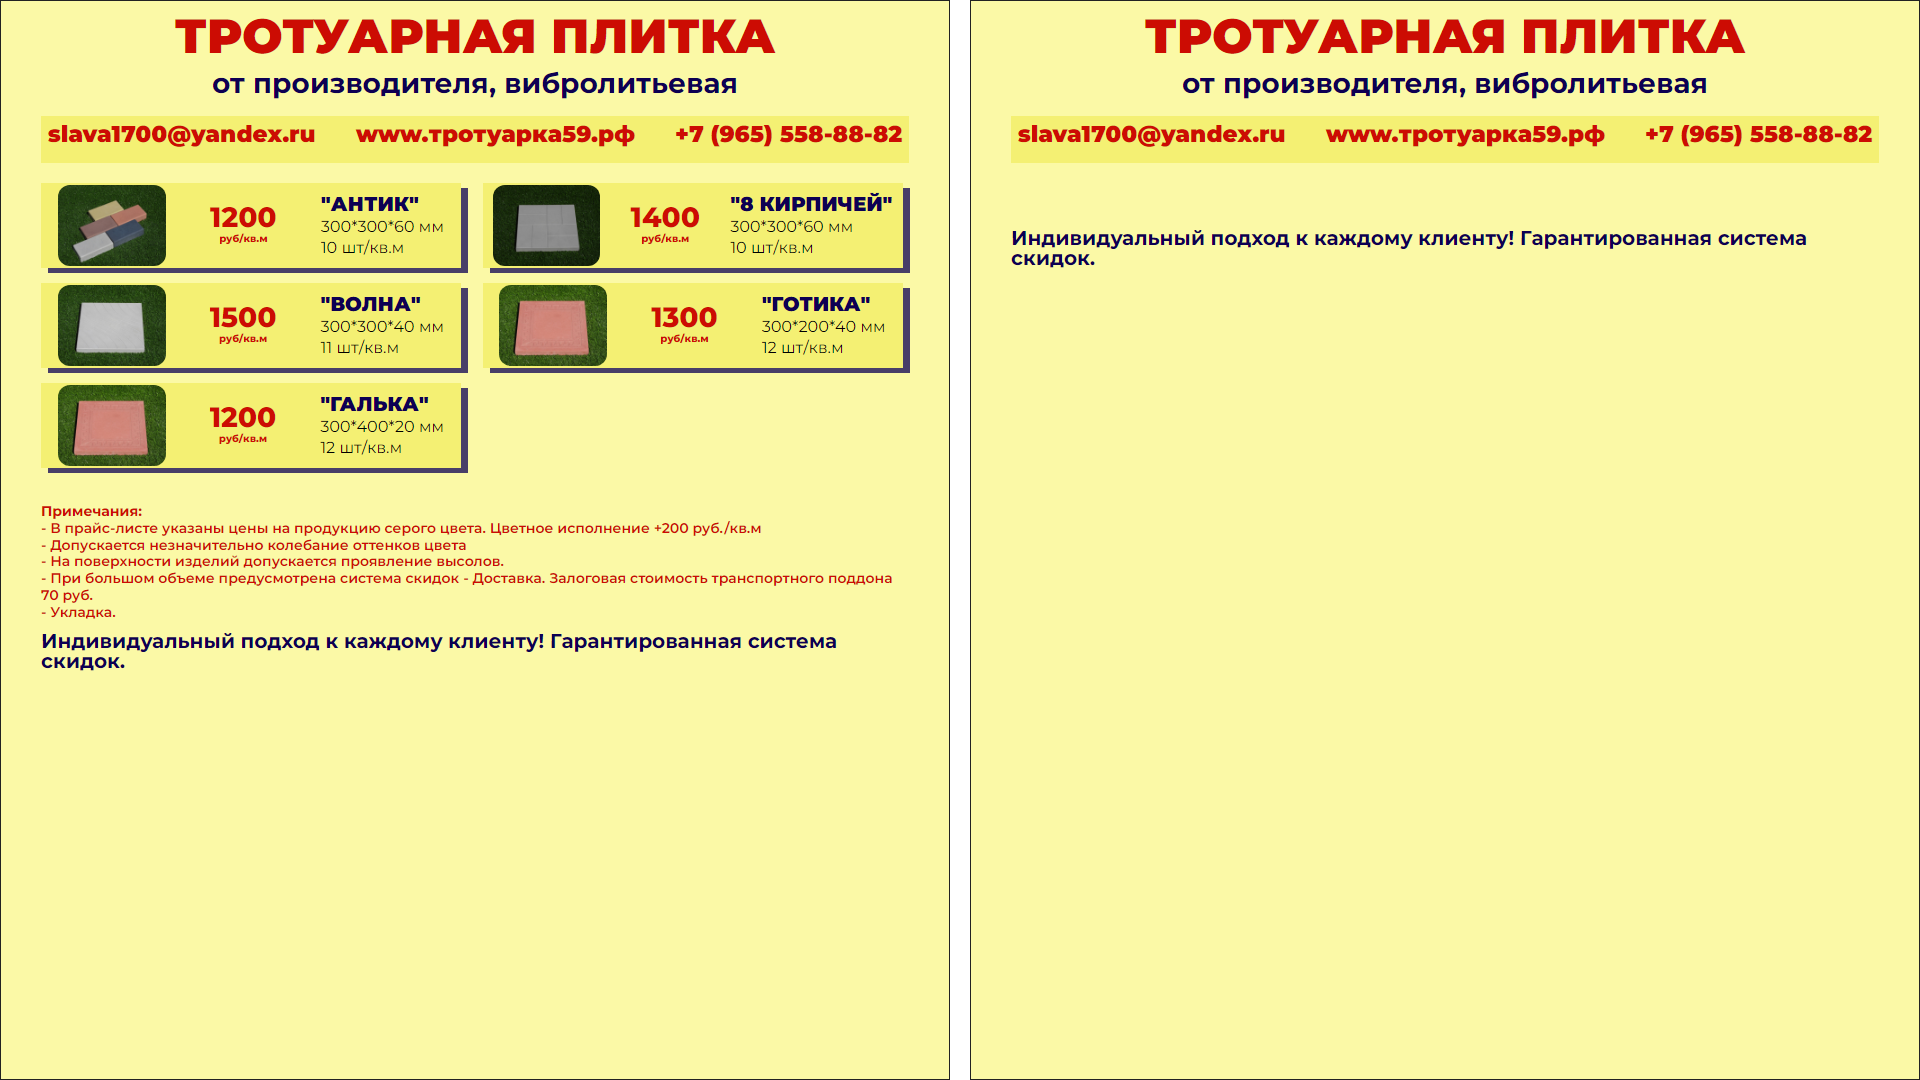 ТРОТУАРНАЯ ПЛИТКА
от производителя, вибролитьевая
slava1700@yandex.ru www.тротуарка59.рф +7 (965) 558-88-82
1200
руб/кв.м
"АНТИК"
300*300*60 мм
10 шт/кв.м
1400
руб/кв.м
"8 КИРПИЧЕЙ"
300*300*60 мм
10 шт/кв.м
1500
руб/кв.м
"ВОЛНА"
300*300*40 мм
11 шт/кв.м
1300
руб/кв.м
"ГОТИКА"
300*200*40 мм
12 шт/кв.м
1200
руб/кв.м
"ГАЛЬКА"
300*400*20 мм
12 шт/кв.м
Примечания:
- В прайс-листе указаны цены на продукцию серого цвета. Цветное исполнение +200 руб./кв.м
- Допускается незначительно колебание оттенков цвета
- На поверхности изделий допускается проявление высолов.
- При большом объеме предусмотрена система скидок - Доставка. Залоговая стоимость транспортного поддона
70 руб.
- Укладка.
Индивидуальный подход к каждому клиенту! Гарантированная система
скидок.
ТРОТУАРНАЯ ПЛИТКА
от производителя, вибролитьевая
slava1700@yandex.ru www.тротуарка59.рф +7 (965) 558-88-82
Индивидуальный подход к каждому клиенту! Гарантированная система
скидок.